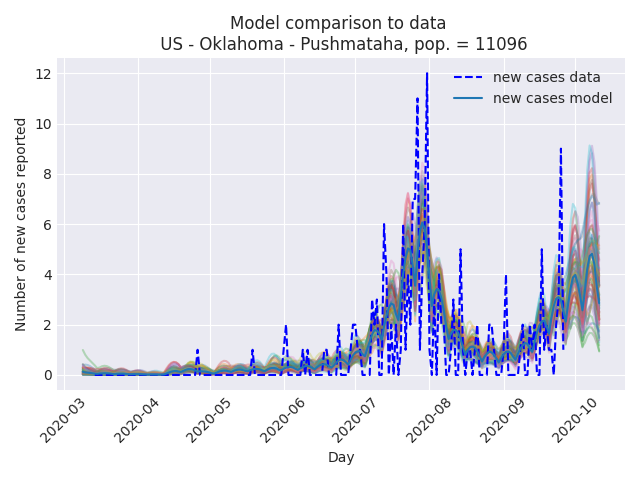 Model comparison to data
US - Oklahoma - Pushmataha, pop. = 11096
new cases data
new cases model
Number of new cases reported
12
10
8
6
4
2
0
2020-03
2020-04
2020-05
2020-06
2020-07
2020-08
2020-09
2020-10
Day